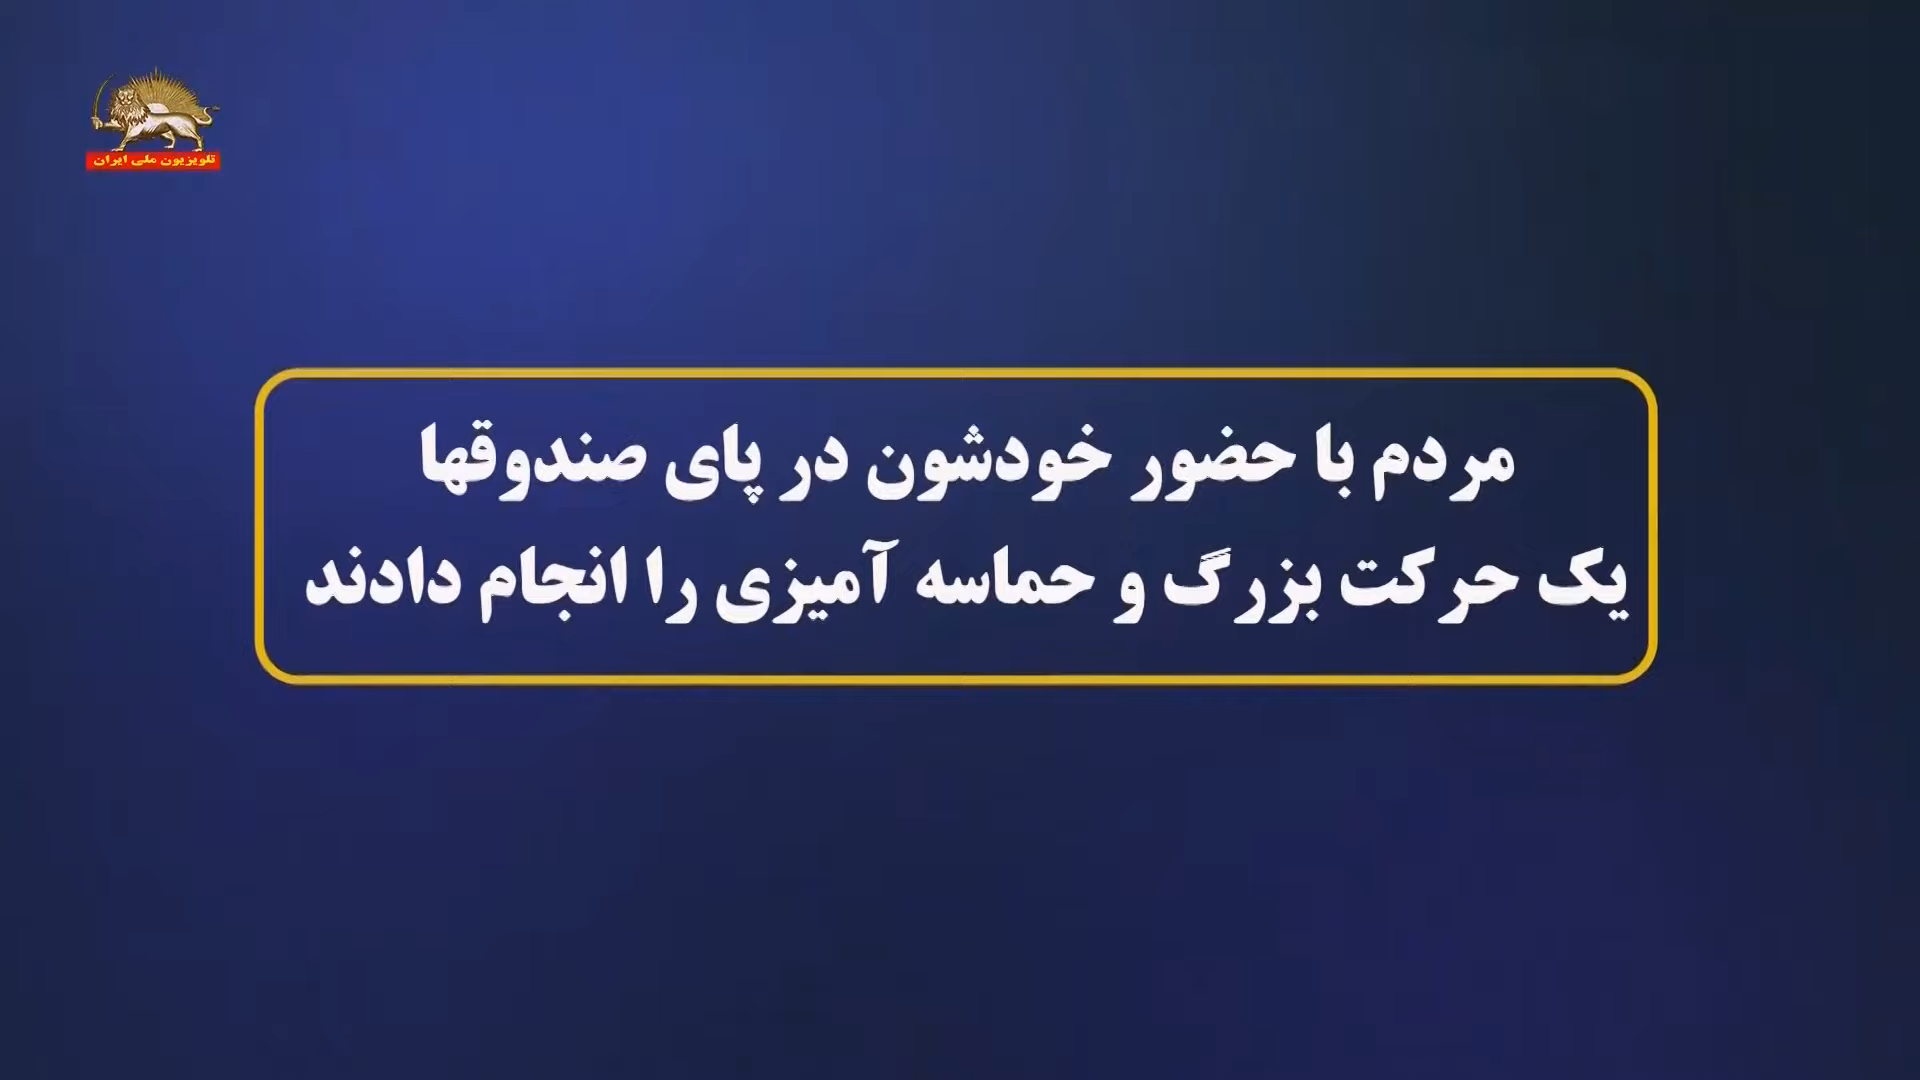 تلویزیون ملی ایران
مردم با حضور خودشون در پای صندوقها
یک حرکت بزرگ و حماسه آمیزی را انجام دادند